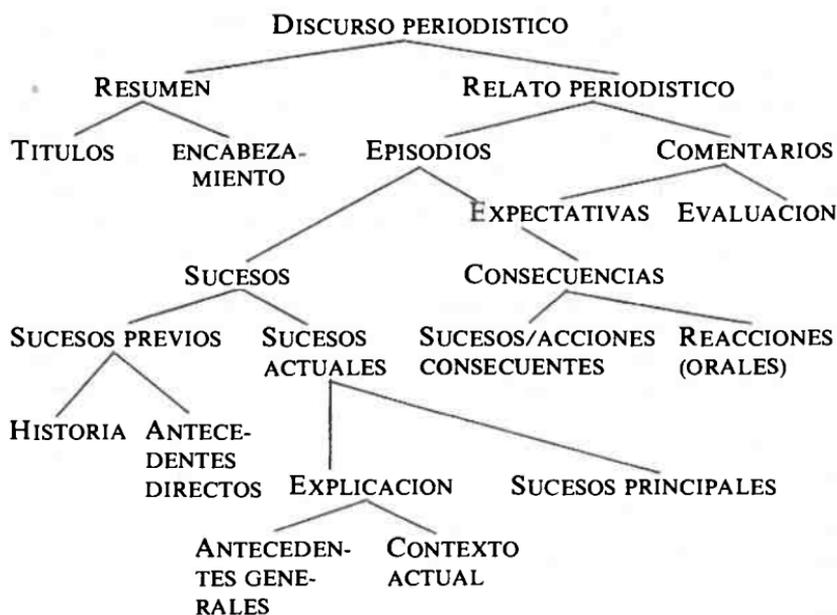 DISCURSO PERIODISTICO
RESUMEN
RELATO PERIODISTICO
TITULOS
ENCABEZA-
MIENTO
EPISODIOS
COMENTARIOS
EXPECTATIVAS
EVALUACION
SUCESOS
CONSECUENCIAS
SUCESOS PREVIOS
SUCESOS
ACTUALES
SUCESOS/ACCIONES
CONSECUENTES
REACCIONES
(ORALES)
HISTORIA
ANTECE-
DENTES
DIRECTOS
EXPLICACION
SUCESOS PRINCIPALES
ANTECEDEN-
TES GENE-
RALES
CONTEXTO
ACTUAL